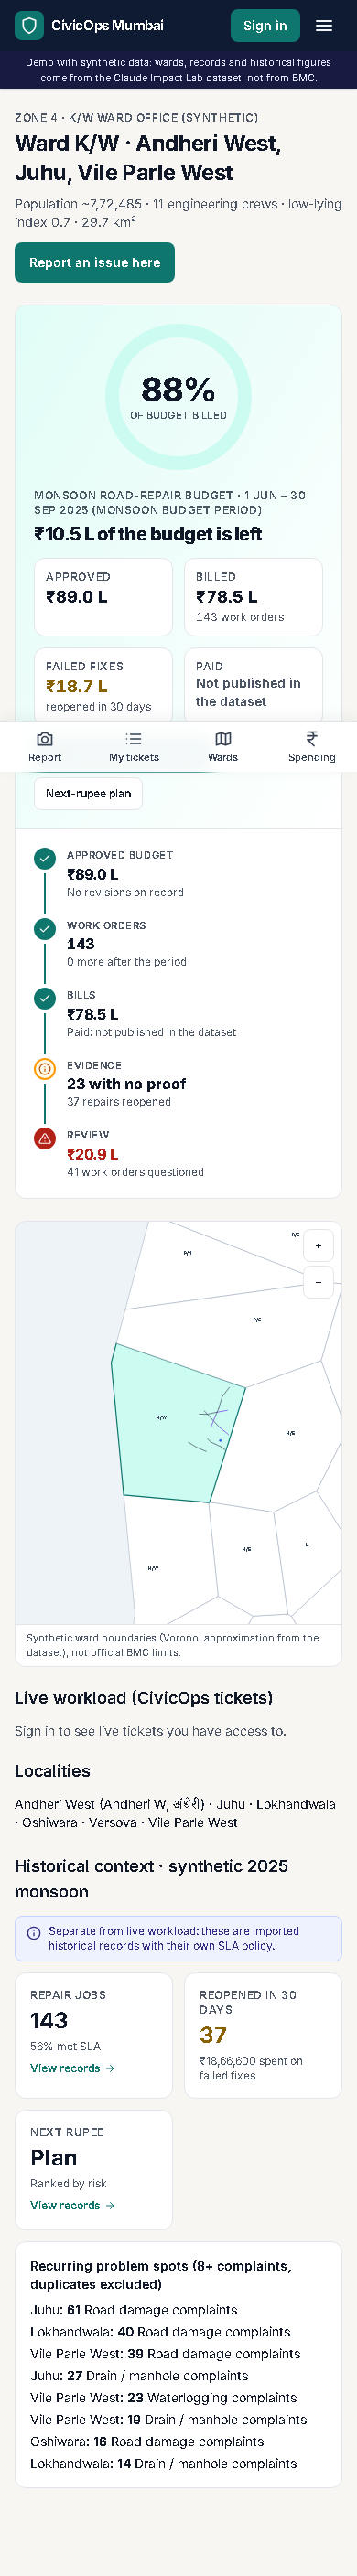 CivicOps Mumbai
Sign in
Demo with synthetic data: wards, records and historical figures
come from the Claude Impact Lab dataset, not from BMC.
ZONE 4 · K/W WARD OFFICE (SYNTHETIC)
Ward K/W · Andheri West,
Juhu, Vile Parle West
Population ~7,72,485 · 11 engineering crews · low-lying
index 0.7 · 29.7 km²
Report an issue here
88%
OF BUDGET BILLED
MONSOON ROAD-REPAIR BUDGET · 1 JUN – 30
SEP 2025 (MONSOON BUDGET PERIOD)
₹10.5 L of the budget is left
APPROVED
₹89.0 L
BILLED
₹78.5 L
143 work orders
FAILED FIXES
₹18.7 L
reopened in 30 days
PAID
Not published in
the dataset
Report
My tickets
Wards
Spending
Next-rupee plan
APPROVED BUDGET
₹89.0 L
No revisions on record
WORK ORDERS
143
0 more after the period
BILLS
₹78.5 L
Paid: not published in the dataset
EVIDENCE
23 with no proof
37 repairs reopened
REVIEW
₹20.9 L
41 work orders questioned
+
−
K/W
H/W
L
Synthetic ward boundaries (Voronoi approximation from the
dataset), not official BMC limits.
Live workload (CivicOps tickets)
Sign in to see live tickets you have access to.
Localities
Andheri West (Andheri W, अंधेरी) · Juhu · Lokhandwala
· Oshiwara · Versova · Vile Parle West
Historical context · synthetic 2025
monsoon
Separate from live workload: these are imported
historical records with their own SLA policy.
REPAIR JOBS
143
56% met SLA
View records →
REOPENED IN 30
DAYS
37
₹18,66,600 spent on
failed fixes
NEXT RUPEE
Plan
Ranked by risk
View records →
Recurring problem spots (8+ complaints,
duplicates excluded)
Juhu: 61 Road damage complaints
Lokhandwala: 40 Road damage complaints
Vile Parle West: 39 Road damage complaints
Juhu: 27 Drain / manhole complaints
Vile Parle West: 23 Waterlogging complaints
Vile Parle West: 19 Drain / manhole complaints
Oshiwara: 16 Road damage complaints
Lokhandwala: 14 Drain / manhole complaints